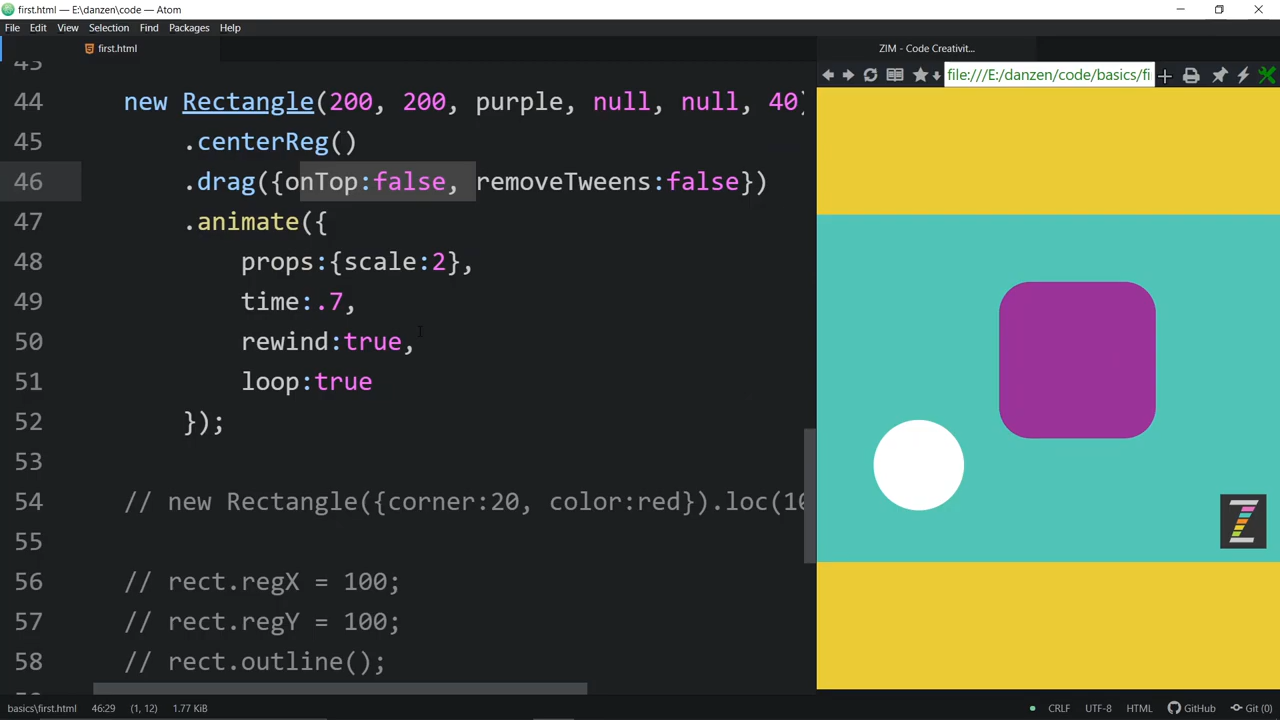 first.html — E:\danzen\code — Atom
File Edit View Selection Find Packages Help
first.html
ZIM - Code Creativit...
file:///E:/danzen/code/basics/fi
44 new Rectangle(200, 200, purple, null, null, 40)
45 .centerReg()
46 .drag({onTop:false, removeTweens:false})
47 .animate({
48 props:{scale:2},
49 time:.7,
50 rewind:true,
51 loop:true
52 });
53
54 // new Rectangle({corner:20, color:red}).loc(10
55
56 // rect.regX = 100;
57 // rect.regY = 100;
58 // rect.outline();
basics\first.html 46:29 (1, 12) 1.77 KiB CRLF UTF-8 HTML GitHub Git (0)